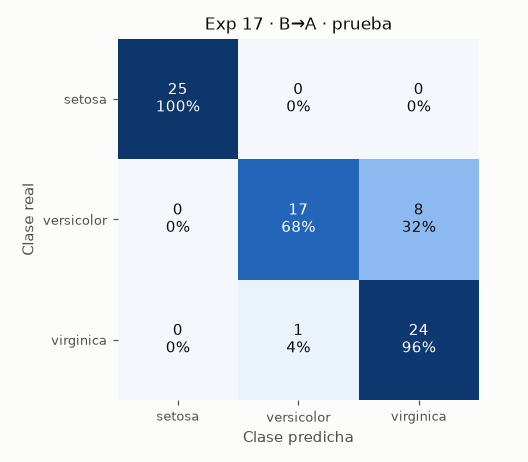 Exp 17 · B→A · prueba
setosa
25
100%
0
0%
0
0%
versicolor
0
0%
17
68%
8
32%
virginica
0
0%
1
4%
24
96%
Clase real
setosa
versicolor
virginica
Clase predicha